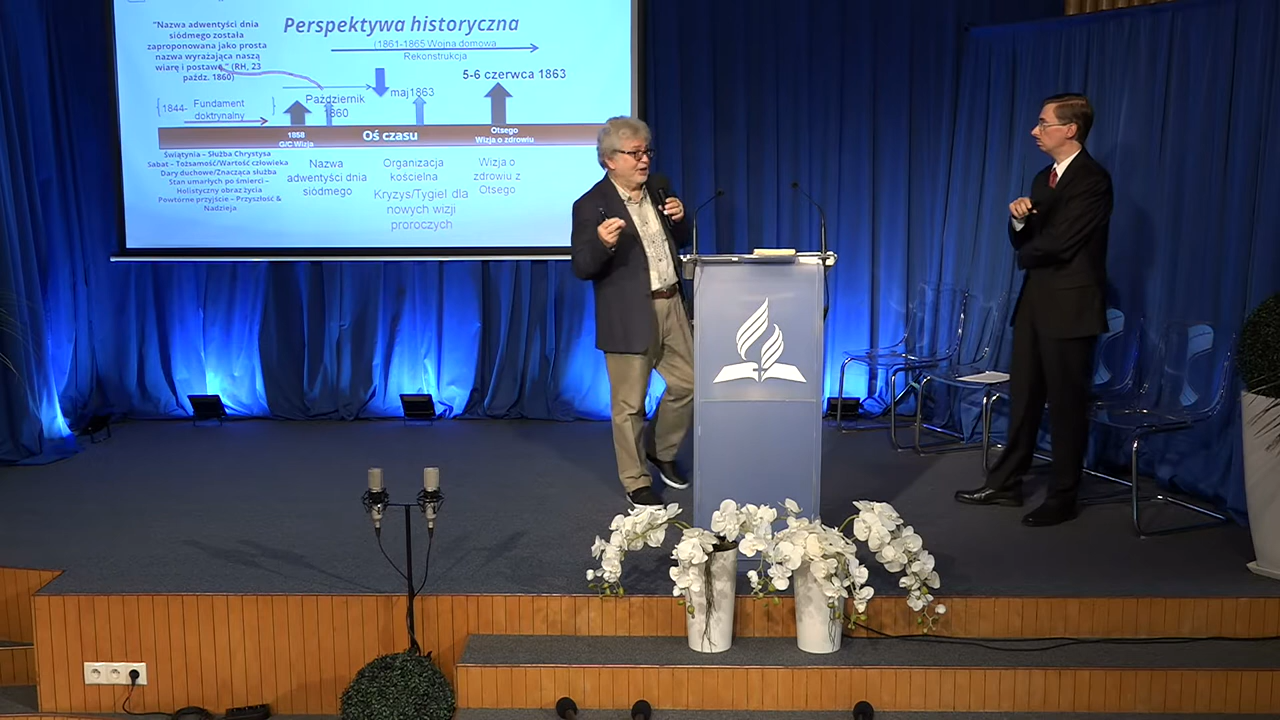 Perspektywa historyczna
"Nazwa adwentyści dnia
siódmego została
zaproponowana jako prosta
nazwa wyrażająca naszą
wiarę i postawę." (RH, 23
paźdz. 1860)
(1861-1865 Wojna domowa
Rekonstrukcja
5-6 czerwca 1863
{1844- Fundament }
doktrynalny
Październik
1860
maj1863
1858
G/C Wizja
Oś czasu
Otsego
Wizja o zdrowiu
Świątynia – Służba Chrystysa
Sabat – Tożsamość/Wartość człowieka
Dary duchowe/Znacząca służba
Stan umarłych po śmierci –
Holistyczny obraz życia
Powtórne przyjście – Przyszłość &
Nadzieja
Nazwa
adwentyści dnia
siódmego
Organizacja
kościelna
Kryzys/Tygiel dla
nowych wizji
proroczych
Wizja o
zdrowiu z
Otsego